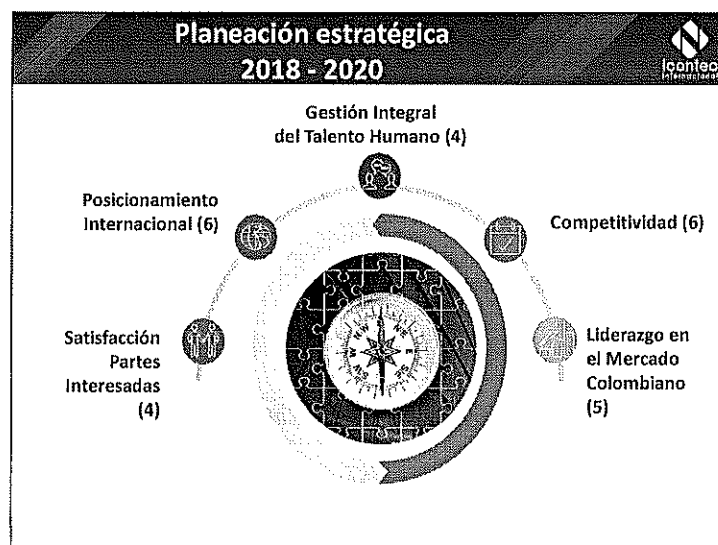 Planeación estratégica
2018 - 2020
Icontec
Internacional
Gestión Integral
del Talento Humano (4)
Posicionamiento
Internacional (6)
Competitividad (6)
Satisfacción
Partes
Interesadas
(4)
Liderazgo en
el Mercado
Colombiano
(5)
W
E